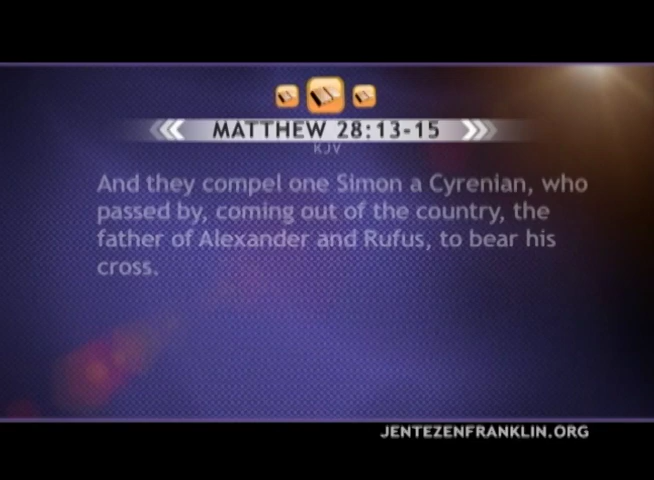 MATTHEW 28:13-15
KJV
And they compel one Simon a Cyrenian, who
passed by, coming out of the country, the
father of Alexander and Rufus, to bear his
cross.
JENTEZENFRANKLIN.ORG